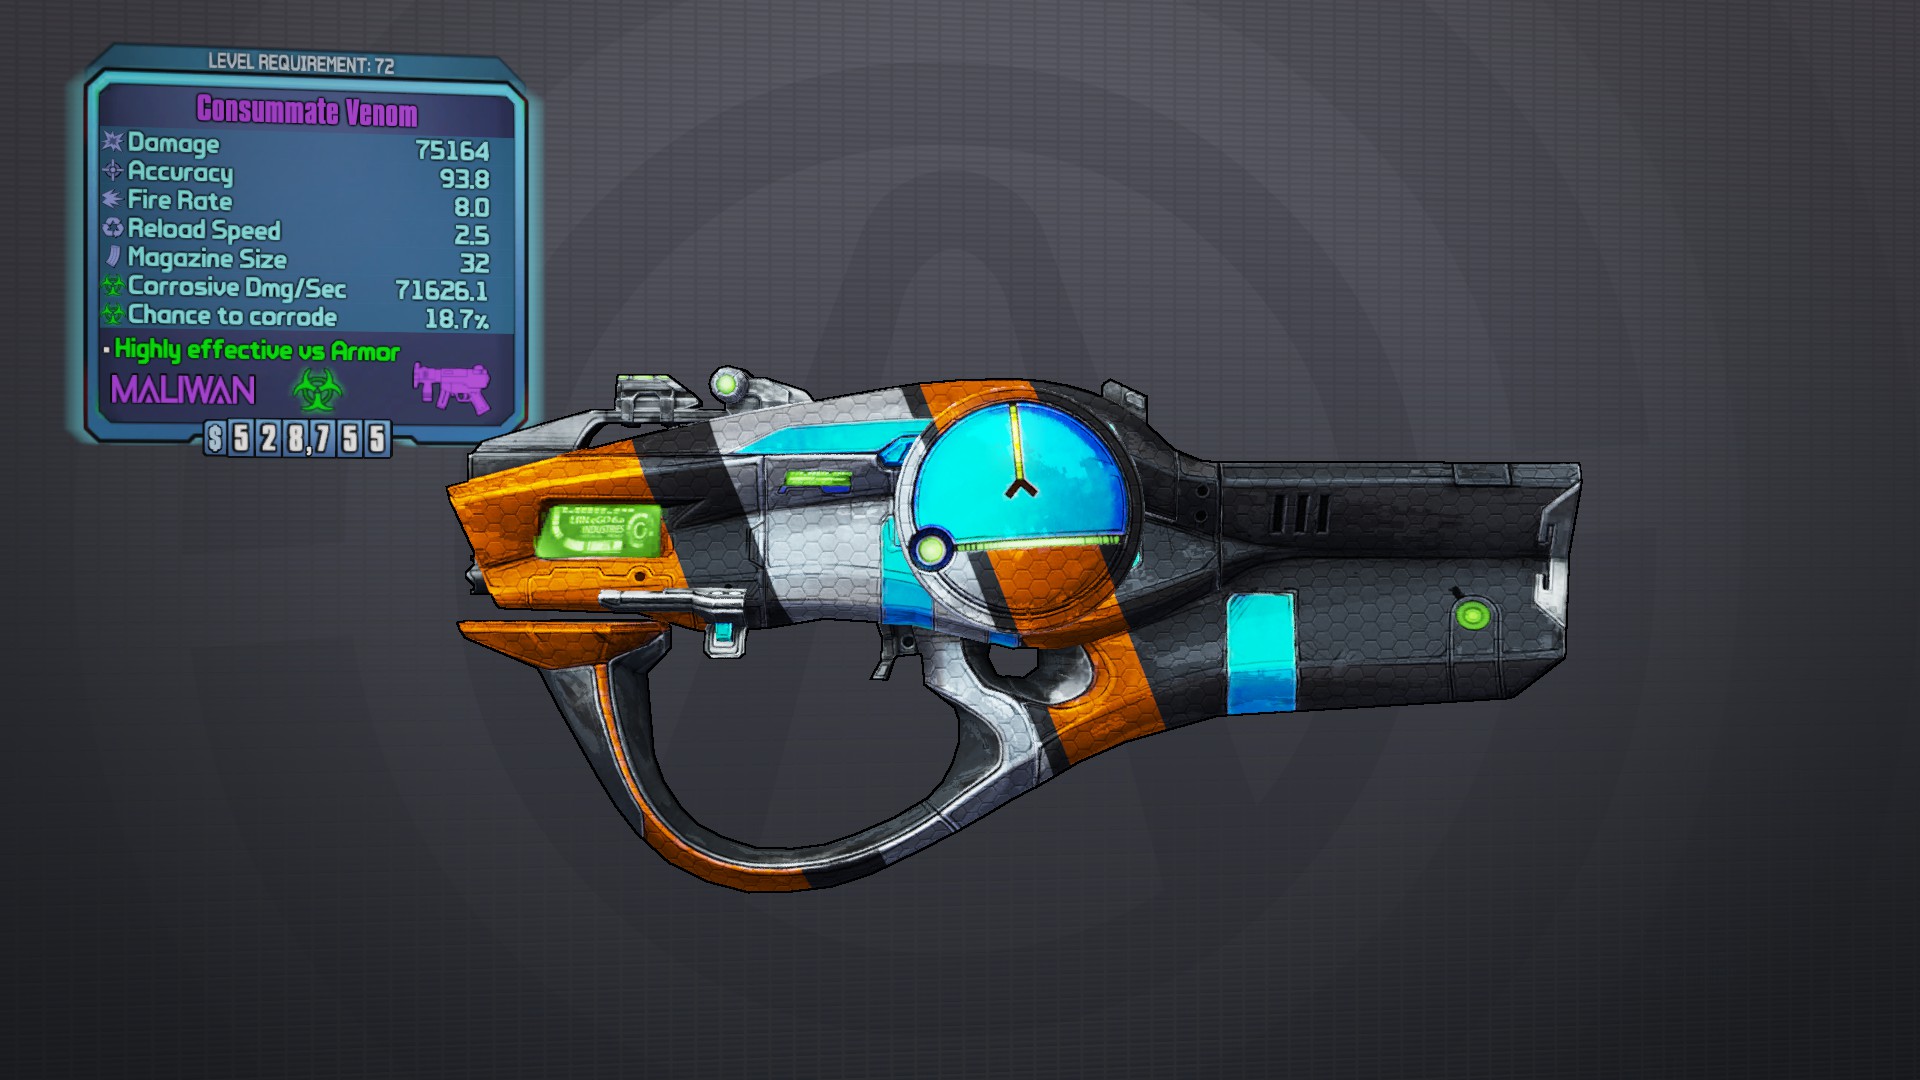 LEVEL REQUIREMENT: 72
Consummate Venom
Damage 75164
Accuracy 93.8
Fire Rate 8.0
Reload Speed 2.5
Magazine Size 32
Corrosive Dmg/Sec 71626.1
Chance to corrode 18.7%
· Highly effective vs Armor
MALIWAN
$528,755
INDUSTRIES